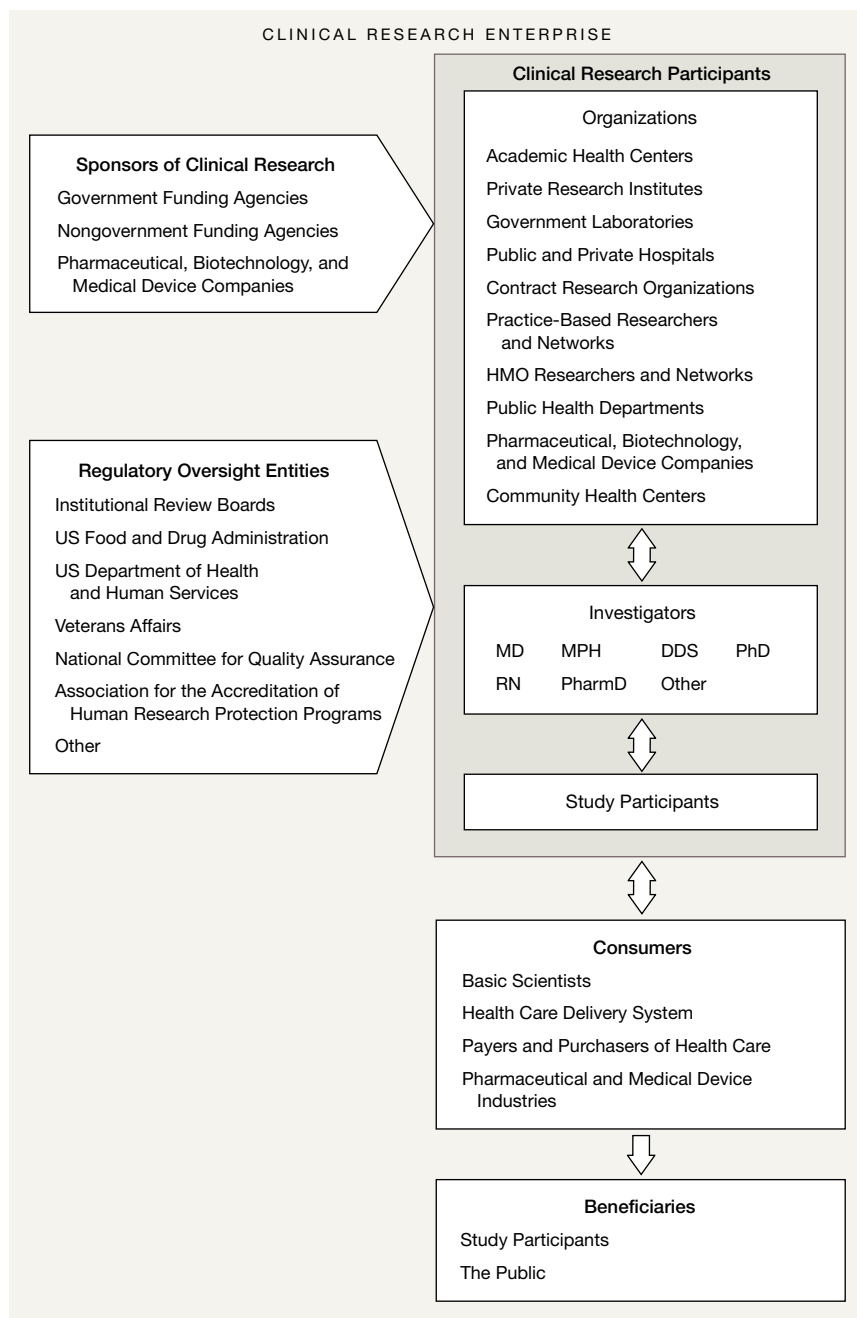 CLINICAL RESEARCH ENTERPRISE
Sponsors of Clinical Research
Government Funding Agencies
Nongovernment Funding Agencies
Pharmaceutical, Biotechnology, and
Medical Device Companies
Regulatory Oversight Entities
Institutional Review Boards
US Food and Drug Administration
US Department of Health
and Human Services
Veterans Affairs
National Committee for Quality Assurance
Association for the Accreditation of
Human Research Protection Programs
Other
Clinical Research Participants
Organizations
Academic Health Centers
Private Research Institutes
Government Laboratories
Public and Private Hospitals
Contract Research Organizations
Practice-Based Researchers
and Networks
HMO Researchers and Networks
Public Health Departments
Pharmaceutical, Biotechnology,
and Medical Device Companies
Community Health Centers
Investigators
MD MPH DDS PhD
RN PharmD Other
Study Participants
Consumers
Basic Scientists
Health Care Delivery System
Payers and Purchasers of Health Care
Pharmaceutical and Medical Device
Industries
Beneficiaries
Study Participants
The Public